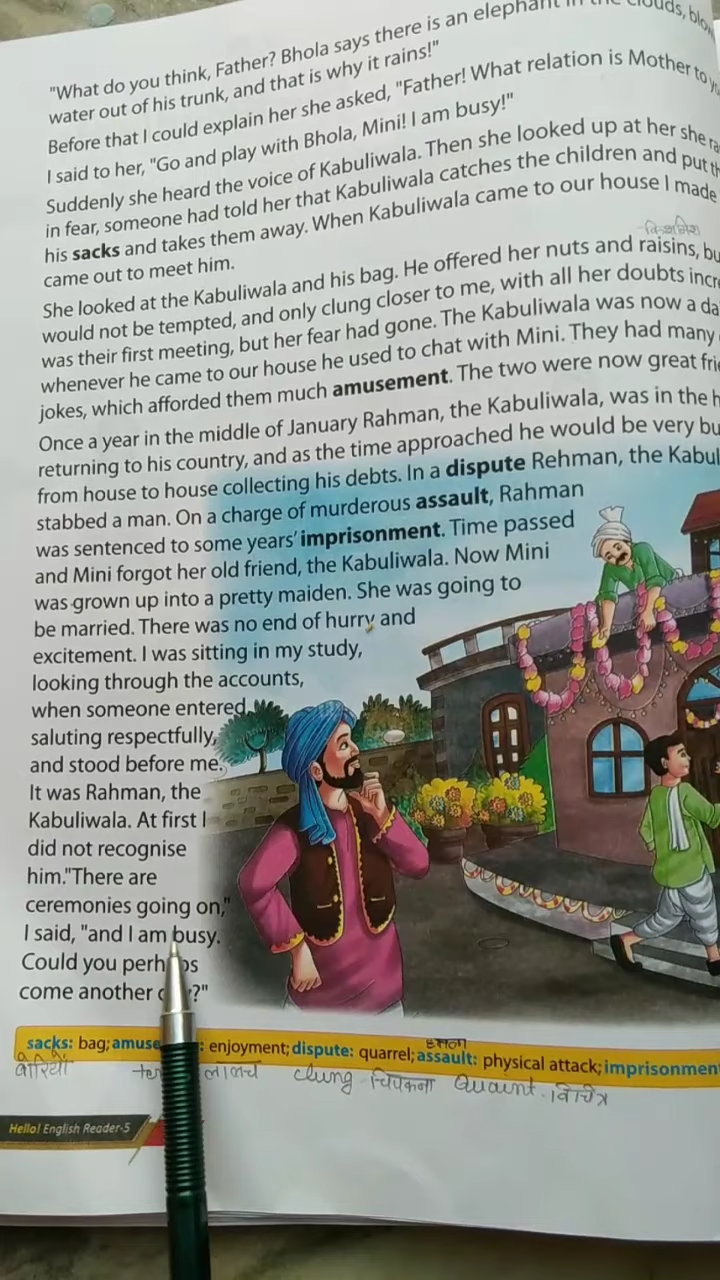 "What do you think, Father? Bhola says there is an elephant in the clouds, blow
water out of his trunk, and that is why it rains!"
Before that I could explain her she asked, "Father! What relation is Mother to
I said to her, "Go and play with Bhola, Mini! I am busy!"
Suddenly she heard the voice of Kabuliwala. Then she looked up at her she
in fear, someone had told her that Kabuliwala catches the children and put
his sacks and takes them away. When Kabuliwala came to our house I made
came out to meet him.
किशमिश
She looked at the Kabuliwala and his bag. He offered her nuts and raisins,
would not be tempted, and only clung closer to me, with all her doubts
was their first meeting, but her fear had gone. The Kabuliwala was now a
whenever he came to our house he used to chat with Mini. They had many
jokes, which afforded them much amusement. The two were now great
Once a year in the middle of January Rahman, the Kabuliwala, was in the
returning to his country, and as the time approached he would be very
from house to house collecting his debts. In a dispute Rehman, the
stabbed a man. On a charge of murderous assault, Rahman
was sentenced to some years' imprisonment. Time passed
and Mini forgot her old friend, the Kabuliwala. Now Mini
was grown up into a pretty maiden. She was going to
be married. There was no end of hurry and
excitement. I was sitting in my study,
looking through the accounts,
when someone entered
saluting respectfully,
and stood before me.
It was Rahman, the
Kabuliwala. At first I
did not recognise
him."There are
ceremonies going on,"
I said, "and I am busy.
Could you perhaps
come another ?"
sacks: bag; : enjoyment; dispute: quarrel; assault: physical attack; imprisonmen
बोरियाँ लालच clung - चिपकना Quaint - विचित्र
Hello! English Reader-5